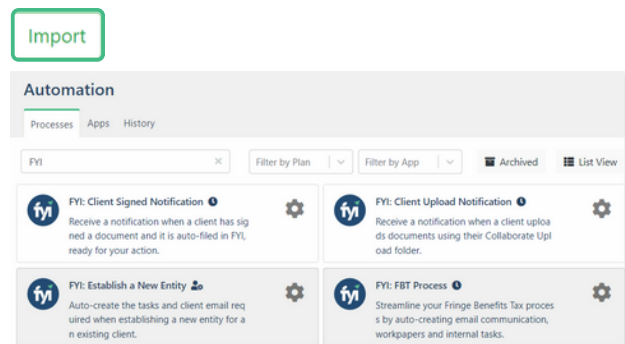 Import
Automation
Processes Apps History
FYI × Filter by Plan Filter by App Archived List View
fyi FYI: Client Signed Notification
Receive a notification when a client has sig
ned a document and it is auto-filed in FYI,
ready for your action.
fyi FYI: Client Upload Notification
Receive a notification when a client uploa
ds documents using their Collaborate Upl
oad folder.
fyi FYI: Establish a New Entity
Auto-create the tasks and client email req
uired when establishing a new entity for a
n existing client.
fyi FYI: FBT Process
Streamline your Fringe Benefits Tax proces
s by auto-creating email communication,
workpapers and internal tasks.